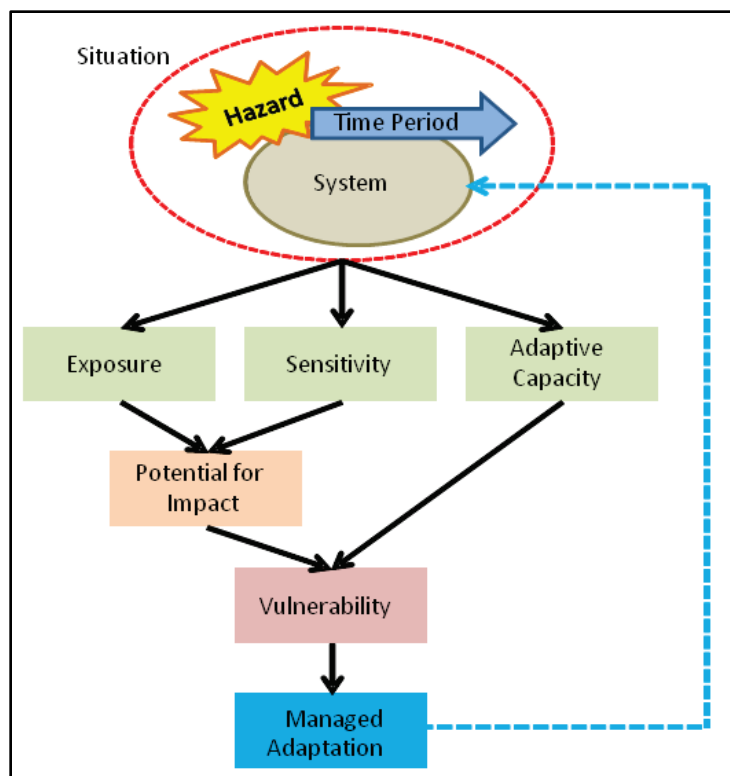 Situation
Hazard
Time Period
System
Exposure
Sensitivity
Adaptive
Capacity
Potential for
Impact
Vulnerability
Managed
Adaptation